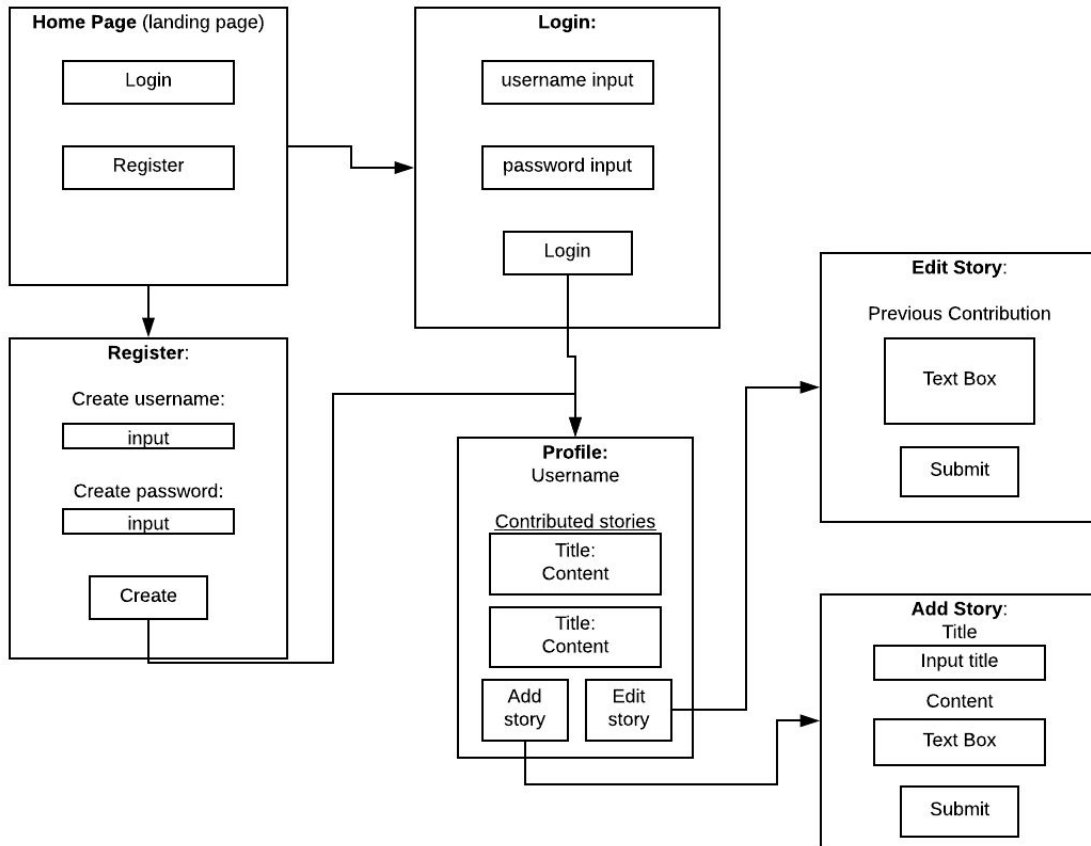 Home Page (landing page)
Login
Register
Login:
username input
password input
Login
Register:
Create username:
input
Create password:
input
Create
Profile:
Username
Contributed stories
Title:
Content
Title:
Content
Add
story
Edit
story
Edit Story:
Previous Contribution
Text Box
Submit
Add Story:
Title
Input title
Content
Text Box
Submit